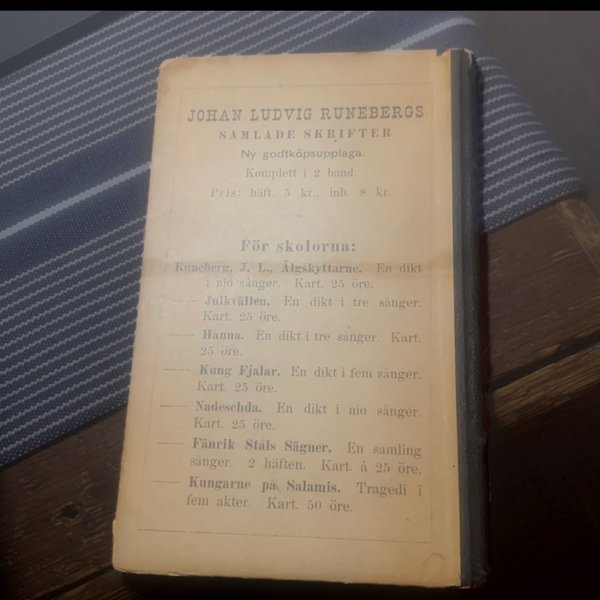 JOHAN LUDVIG RUNEBERGS
SAMLADE SKRIFTER
Ny godtköpsupplaga.
Komplett i 2 band.
Pris: häft. 5 kr., inb. 8 kr.
För skolorna:
Runeberg, J. L., Älgskyttarne. En dikt
i nio sånger. Kart. 25 öre.
—— Julkvällen. En dikt i tre sånger.
Kart. 25 öre.
—— Hanna. En dikt i tre sånger. Kart.
25 öre.
—— Kung Fjalar. En dikt i fem sånger.
Kart. 25 öre.
—— Nadeschda. En dikt i nio sånger.
Kart. 25 öre.
—— Fänrik Ståls Sägner. En samling
sånger. 2 häften. Kart. à 25 öre.
—— Kungarne på Salamis. Tragedi i
fem akter. Kart. 50 öre.